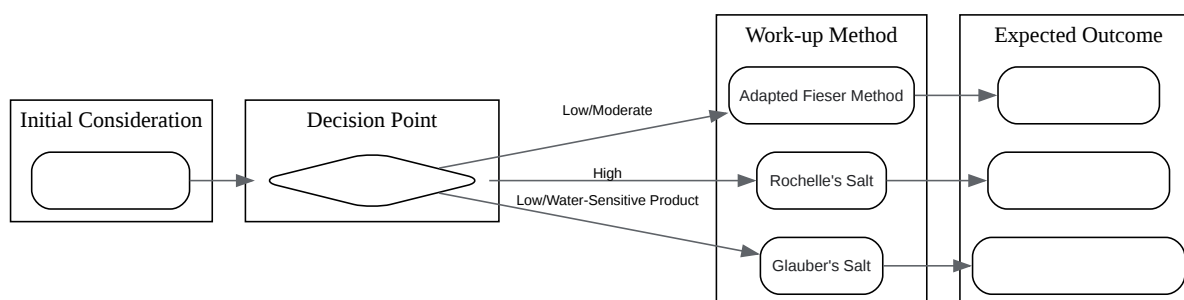 Initial Consideration
Decision Point
Low/Moderate
High
Low/Water-Sensitive Product
Work-up Method
Adapted Fieser Method
Rochelle's Salt
Glauber's Salt
Expected Outcome